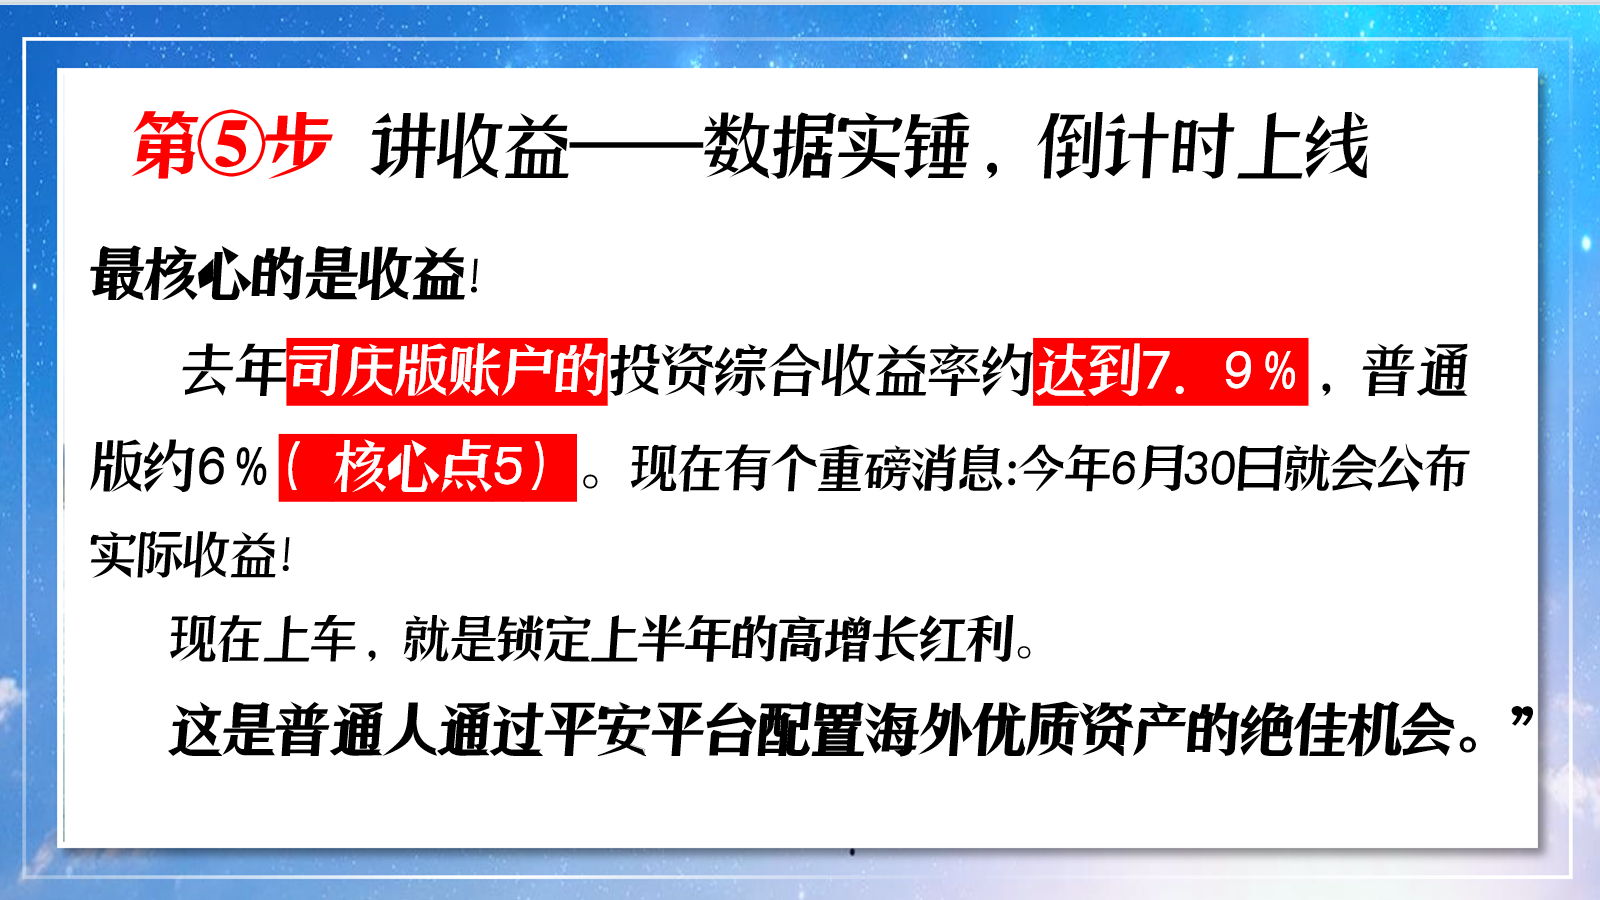 第⑤步 讲收益——数据实锤，倒计时上线
最核心的是收益！
去年司庆版账户的投资综合收益率约达到7．9%，普通
版约6%（核心点5）。现在有个重磅消息：今年6月30日就会公布
实际收益！
现在上车，就是锁定上半年的高增长红利。
这是普通人通过平安平台配置海外优质资产的绝佳机会。”